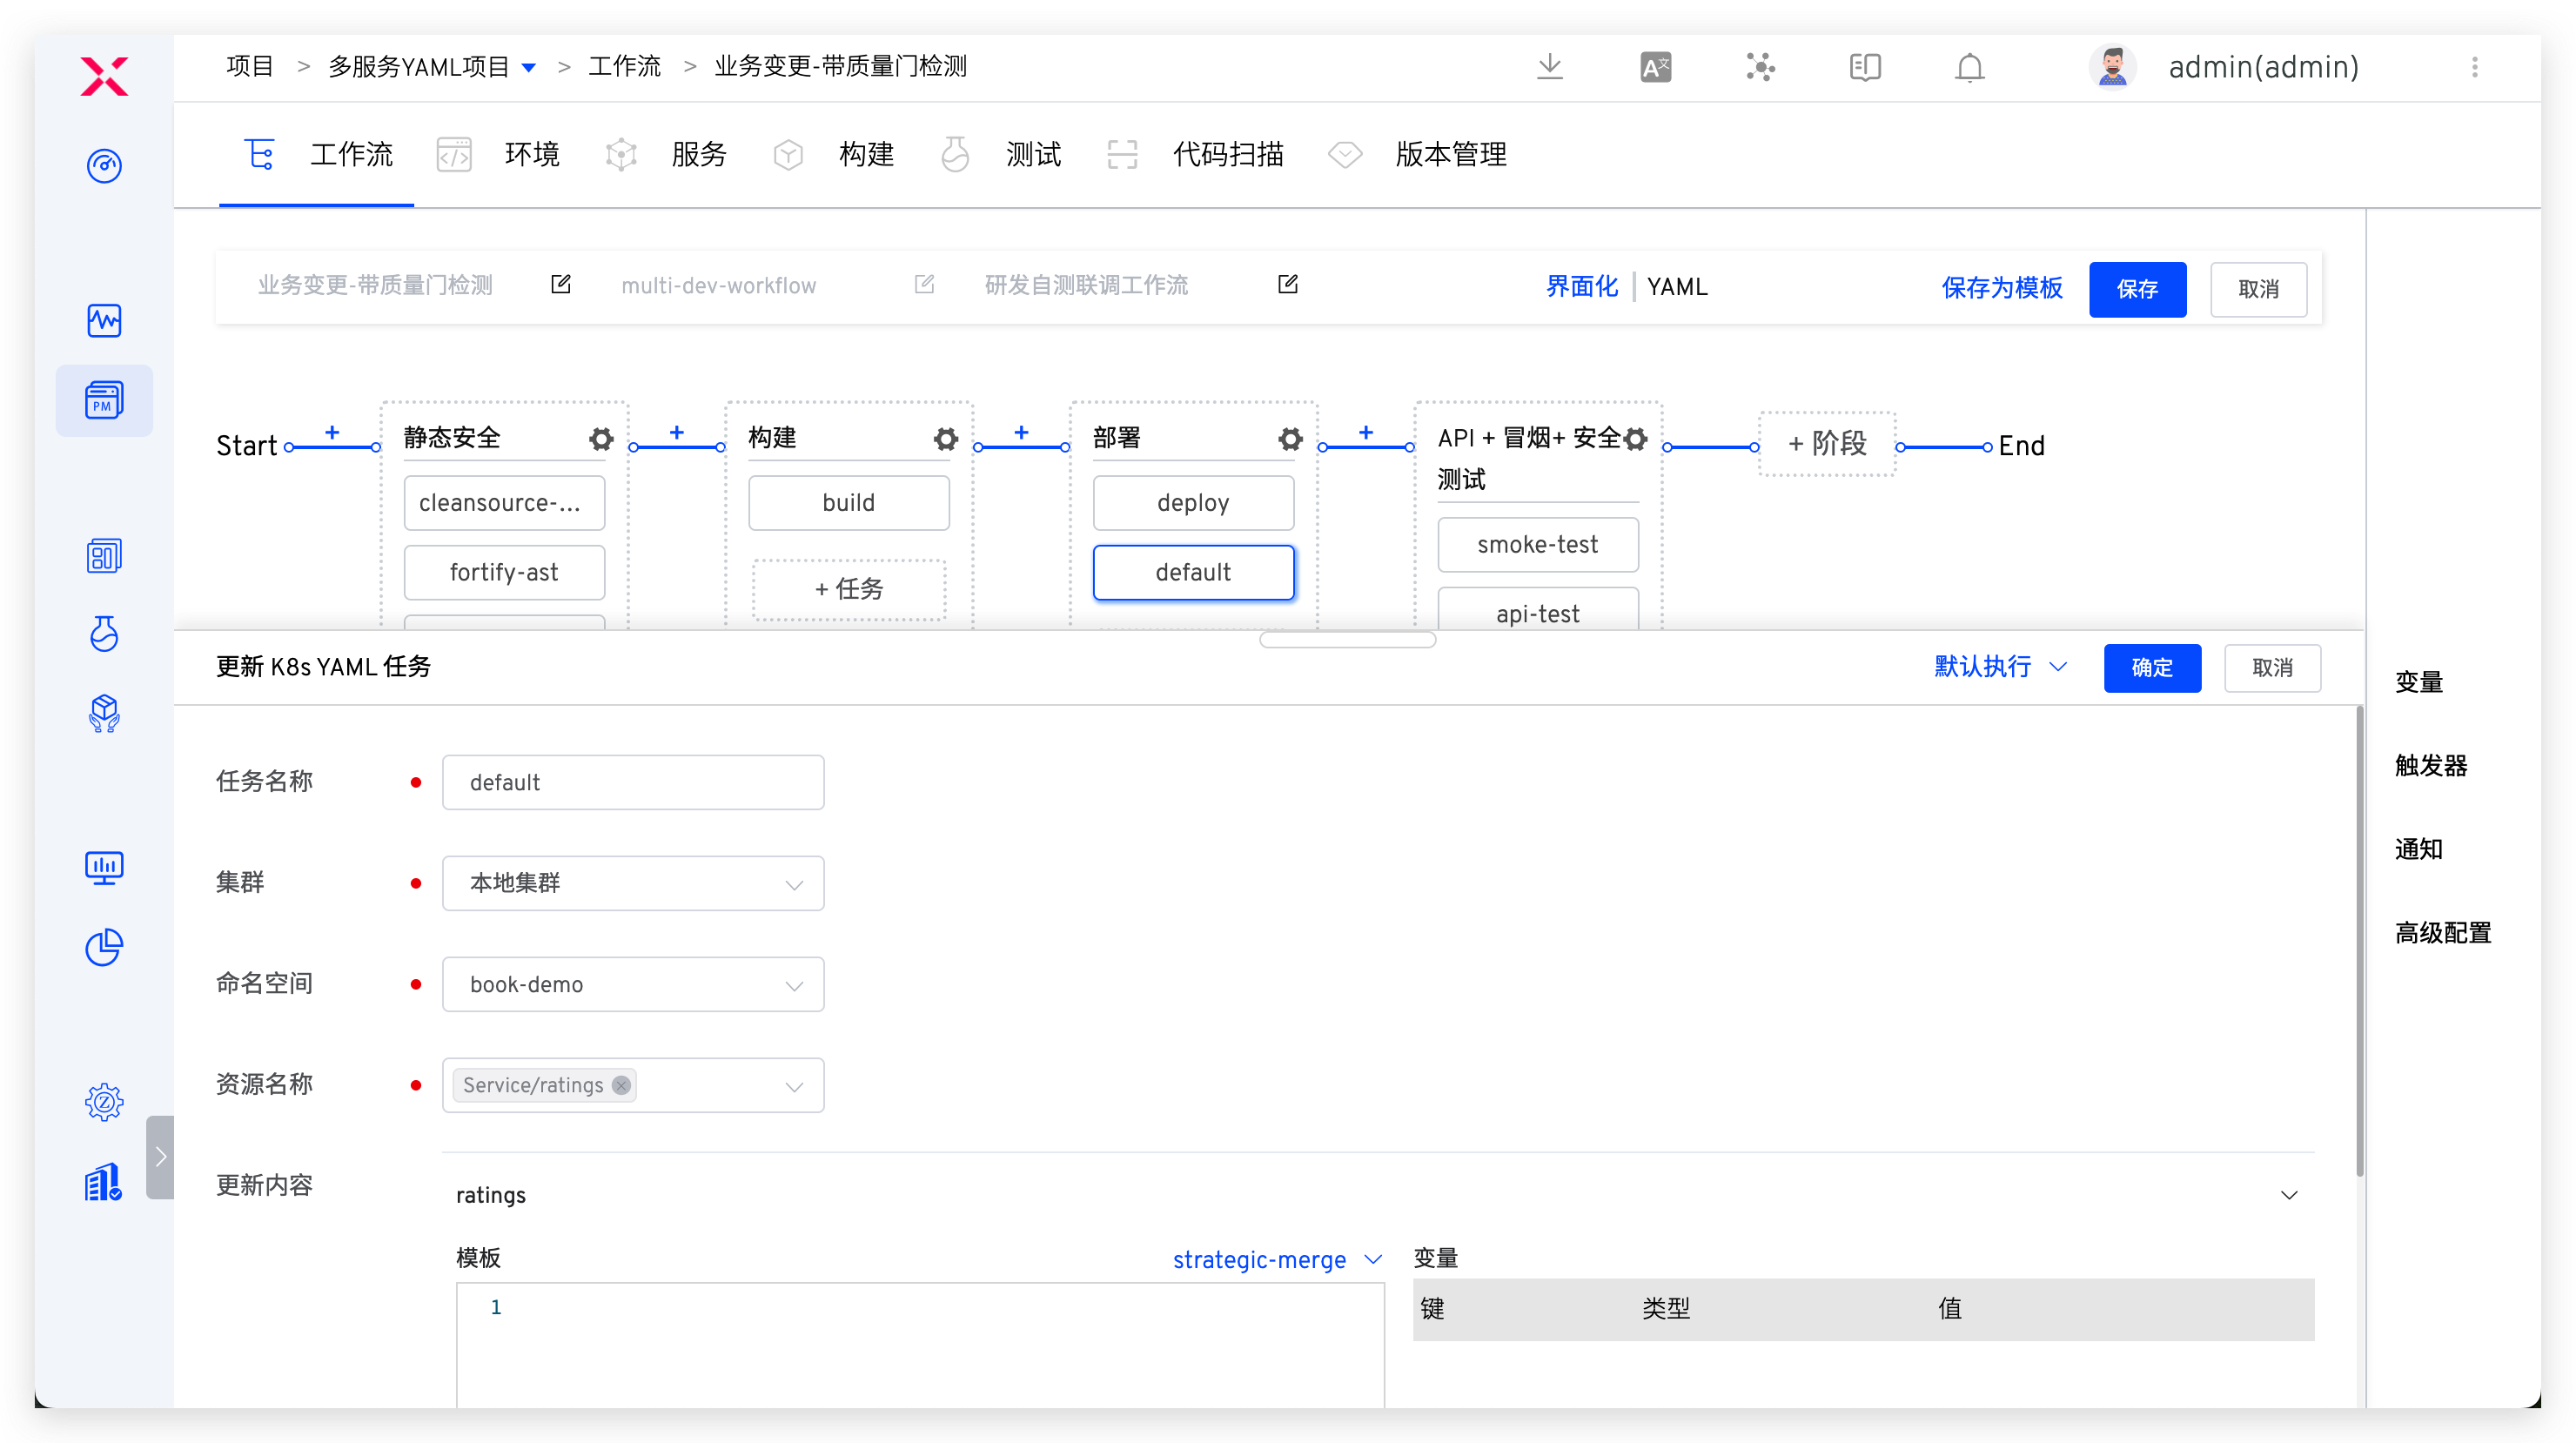 项目 > 多服务YAML项目 > 工作流 > 业务变更-带质量门检测
A文
admin(admin)
工作流 环境 服务 构建 测试 代码扫描 版本管理
业务变更-带质量门检测 multi-dev-workflow 研发自测联调工作流 界面化 | YAML 保存为模板 保存 取消
PM
Start + 静态安全 + 构建 + 部署 + API + 冒烟+ 安全 + 阶段 End
测试
cleansource-... build deploy
smoke-test
fortify-ast + 任务 default
api-test
更新 K8s YAML 任务 默认执行 确定 取消
变量
触发器
通知
高级配置
任务名称 default
集群 本地集群
命名空间 book-demo
资源名称 Service/ratings
Z
更新内容 ratings
模板 strategic-merge 变量
1 键 类型 值